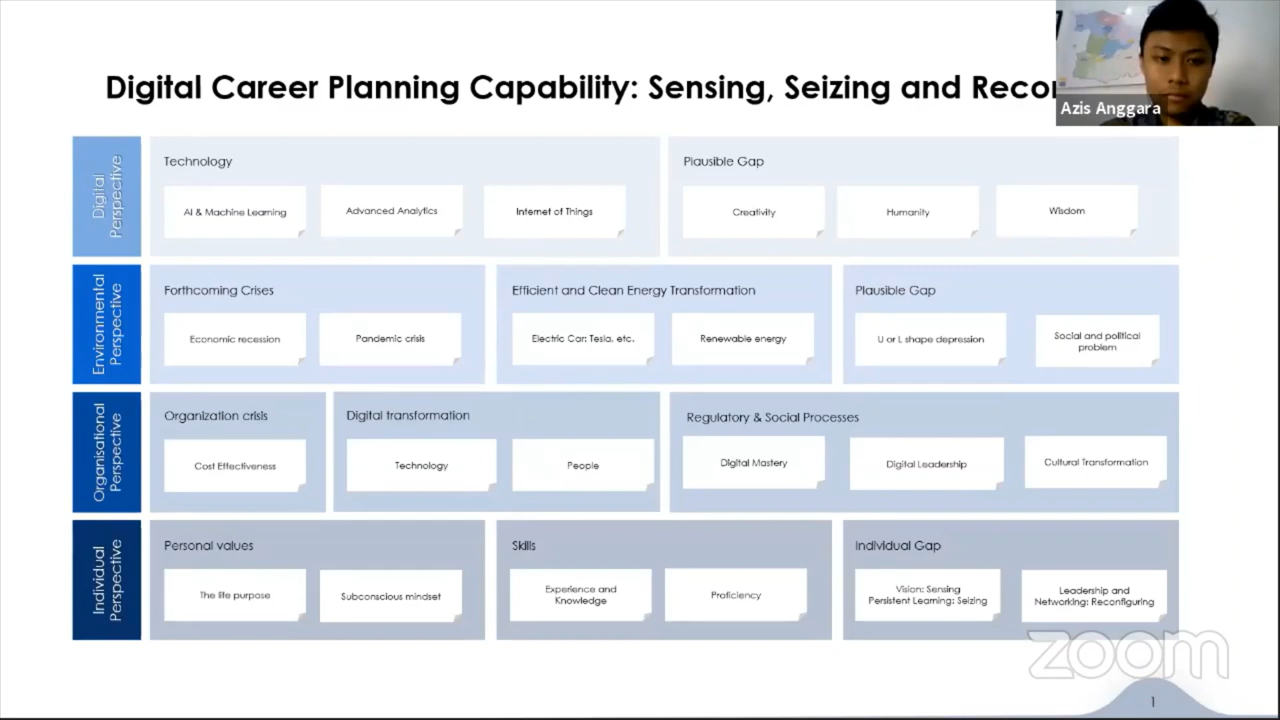 Digital Career Planning Capability: Sensing, Seizing and Recon
Azis Anggara
Digital
Perspective
Technology
AI & Machine Learning
Advanced Analytics
Internet of Things
Plausible Gap
Creativity
Humanity
Wisdom
Environmental
Perspective
Forthcoming Crises
Economic recession
Pandemic crisis
Efficient and Clean Energy Transformation
Electric Car: Tesla, etc.
Renewable energy
Plausible Gap
U or L shape depression
Social and political
problem
Organisational
Perspective
Organization crisis
Cost Effectiveness
Digital transformation
Technology
People
Regulatory & Social Processes
Digital Mastery
Digital Leadership
Cultural Transformation
Individual
Perspective
Personal values
The life purpose
Subconscious mindset
Skills
Experience and
Knowledge
Proficiency
Individual Gap
Vision: Sensing
Persistent Learning: Seizing
Leadership and
Networking: Reconfiguring
zoom
1